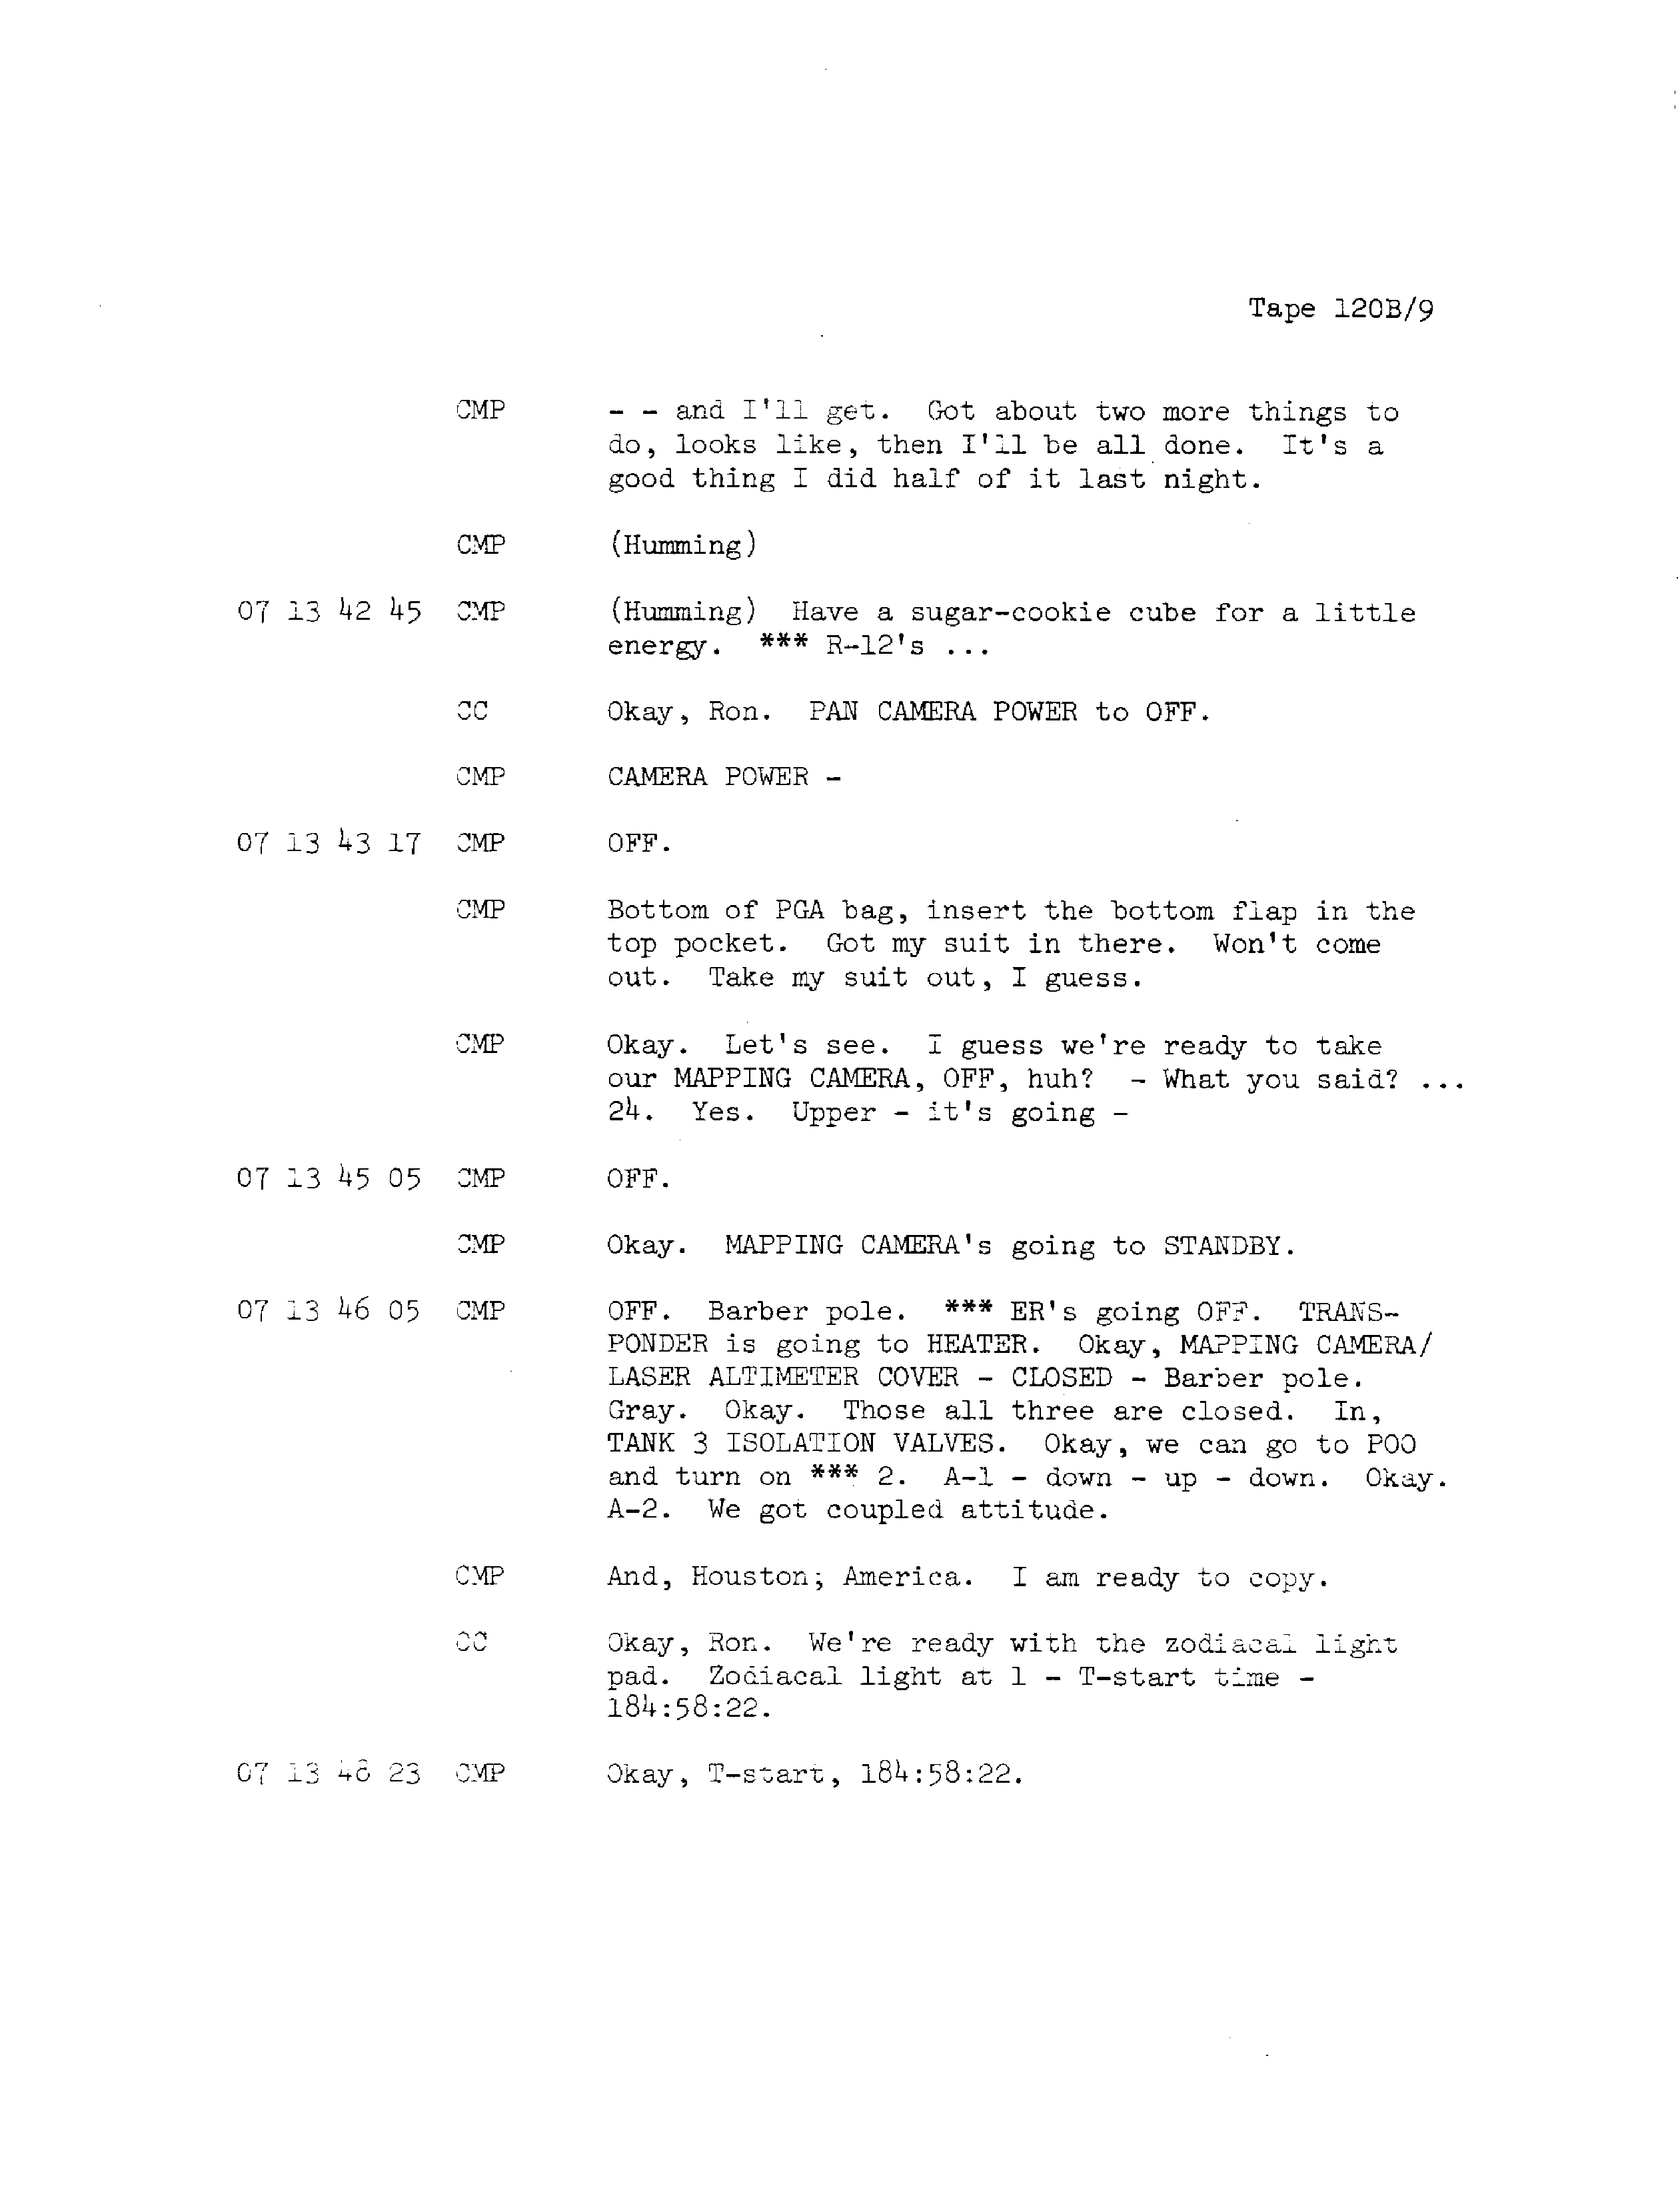 Tape 120B/9
CMP - - and I'll get. Got about two more things to
do, looks like, then I'll be all done. It's a
good thing I did half of it last night.
CMP (Humming)
07 13 42 45 CMP (Humming) Have a sugar-cookie cube for a little
energy. *** R-12's ...
CC Okay, Ron. PAN CAMERA POWER to OFF.
CMP CAMERA POWER -
07 13 43 17 CMP OFF.
CMP Bottom of PGA bag, insert the bottom flap in the
top pocket. Got my suit in there. Won't come
out. Take my suit out, I guess.
CMP Okay. Let's see. I guess we're ready to take
our MAPPING CAMERA, OFF, huh? - What you said? ...
24. Yes. Upper - it's going -
07 13 45 05 CMP OFF.
CMP Okay. MAPPING CAMERA's going to STANDBY.
07 13 46 05 CMP OFF. Barber pole. *** ER's going OFF. TRANS-
PONDER is going to HEATER. Okay, MAPPING CAMERA/
LASER ALTIMETER COVER - CLOSED - Barber pole.
Gray. Okay. Those all three are closed. In,
TANK 3 ISOLATION VALVES. Okay, we can go to POO
and turn on *** 2. A-1 - down - up - down. Okay.
A-2. We got coupled attitude.
CMP And, Houston; America. I am ready to copy.
CC Okay, Ron. We're ready with the zodiacal light
pad. Zodiacal light at 1 - T-start time -
184:58:22.
07 13 48 23 CMP Okay, T-start, 184:58:22.